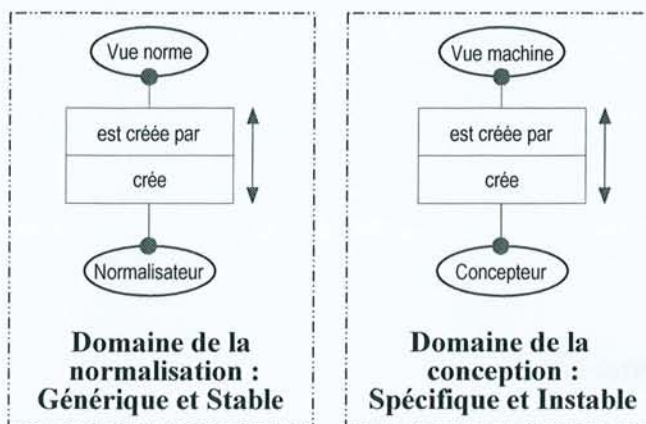 Vue norme
est créée par
crée
Normalisateur
Domaine de la
normalisation :
Générique et Stable
Vue machine
est créée par
crée
Concepteur
Domaine de la
conception :
Spécifique et Instable